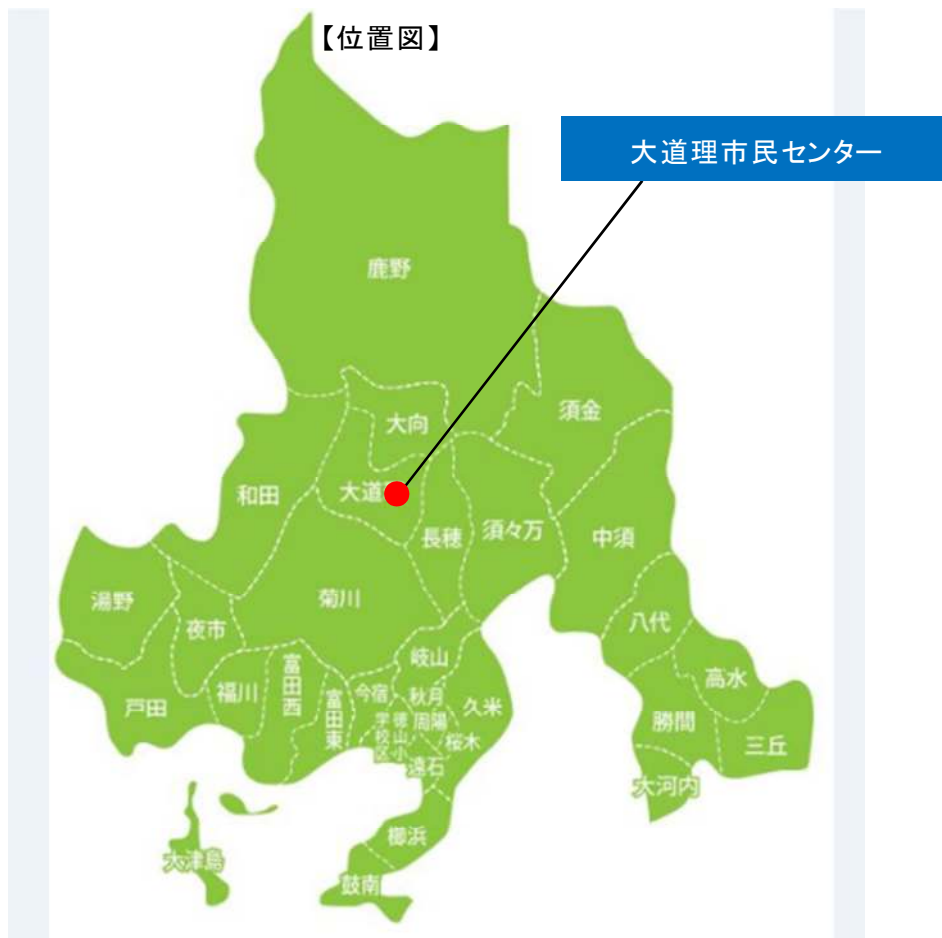 【位置図】
大道理市民センター
鹿野
須金
大向
和田
大道
長穂
須々万
中須
湯野
菊川
夜市
八代
岐山
富田西
高水
福川
富田東
今宿
秋月
久米
戸田
徳山小学校区
周陽
勝間
桜木
三丘
遠石
大河内
櫛浜
大津島
鼓南